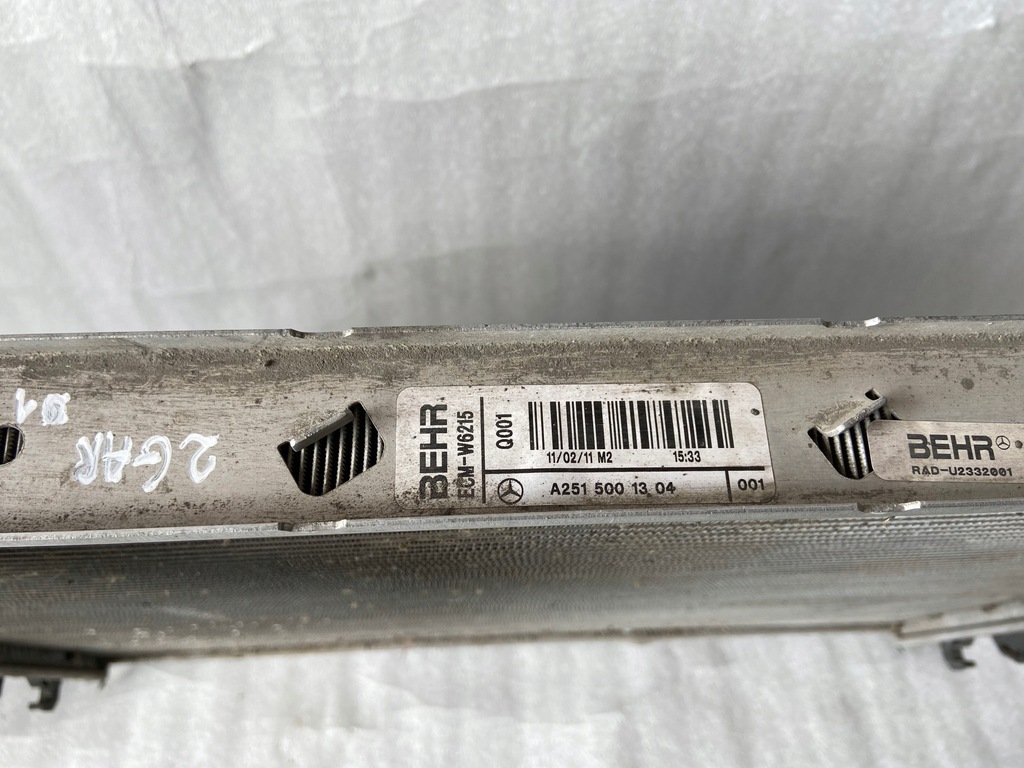 BEHR
ECM-W6215
Q001
11/02/11 M2 15:33
A251 500 13 04
001
BEHR
RAD-U2332001
2GAR
D1